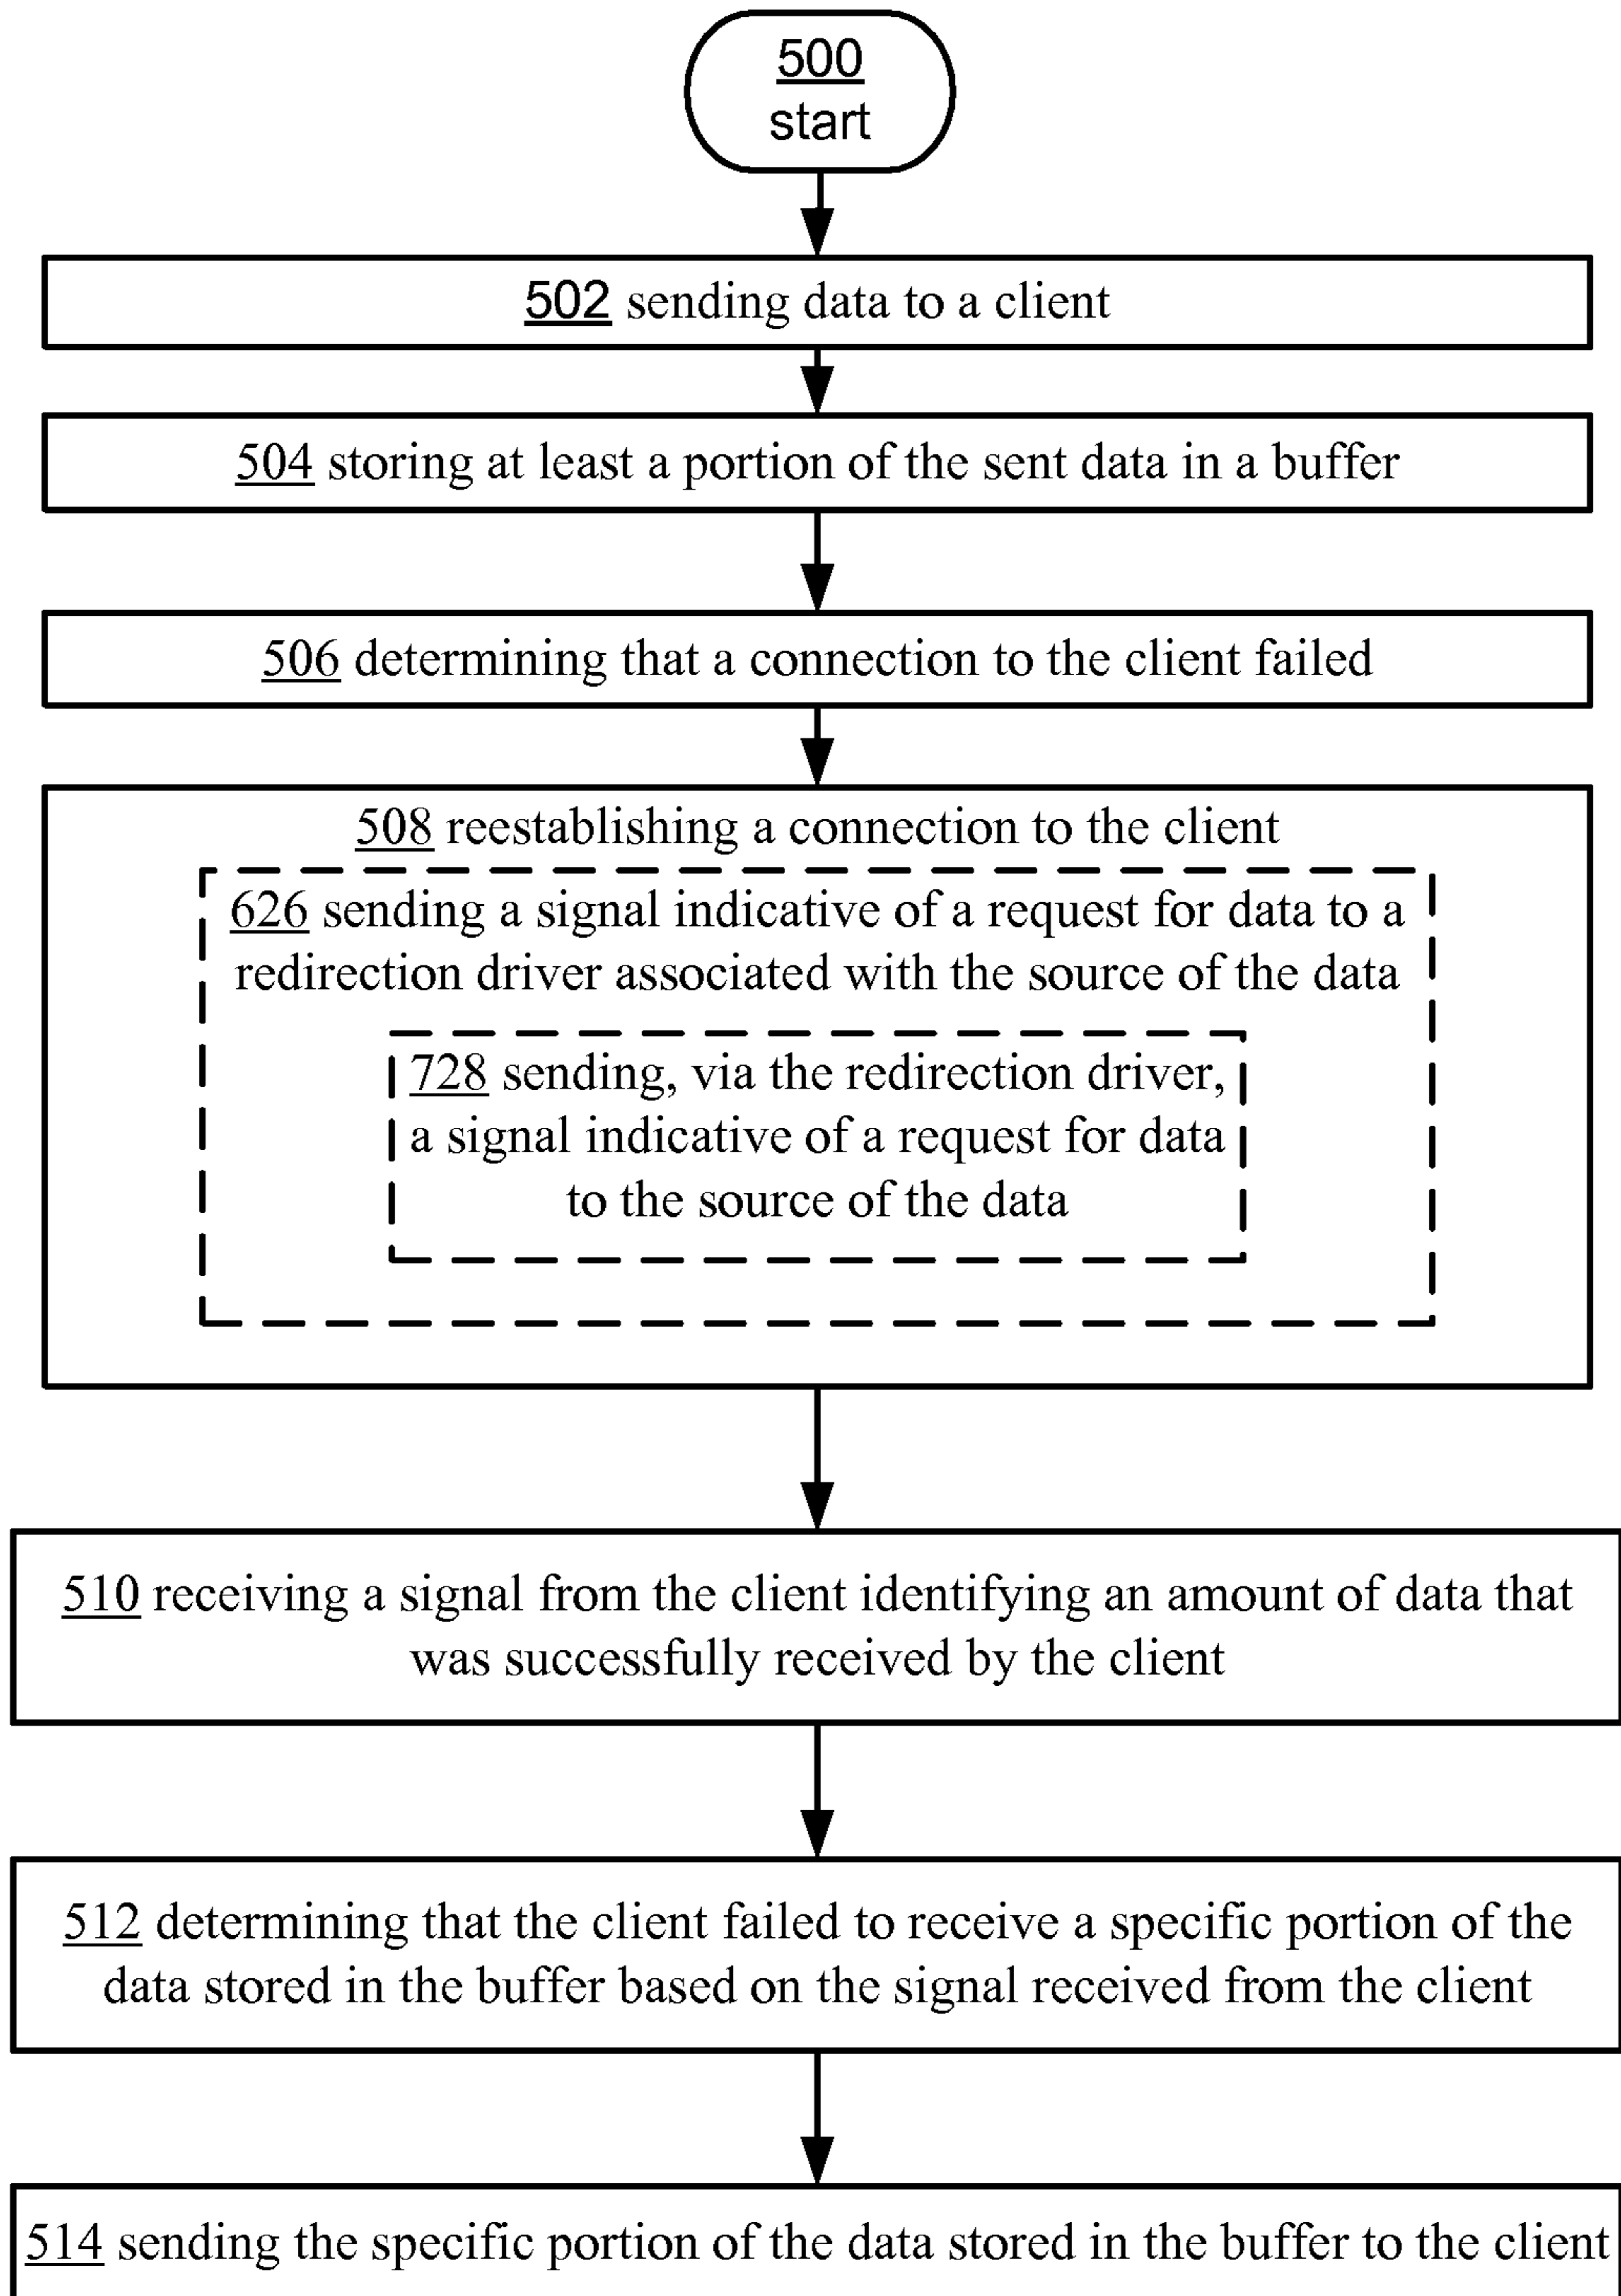 500
start
502 sending data to a client
504 storing at least a portion of the sent data in a buffer
506 determining that a connection to the client failed
508 reestablishing a connection to the client
626 sending a signal indicative of a request for data to a
redirection driver associated with the source of the data
728 sending, via the redirection driver,
a signal indicative of a request for data
to the source of the data
510 receiving a signal from the client identifying an amount of data that
was successfully received by the client
512 determining that the client failed to receive a specific portion of the
data stored in the buffer based on the signal received from the client
514 sending the specific portion of the data stored in the buffer to the client